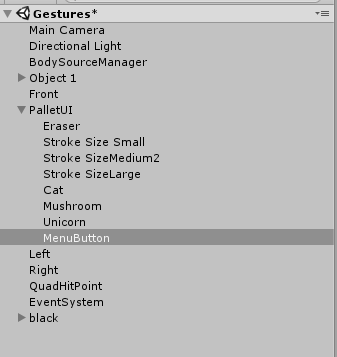 Gestures*
Main Camera
Directional Light
BodySourceManager
Object 1
Front
PalletUI
Eraser
Stroke Size Small
Stroke SizeMedium2
Stroke SizeLarge
Cat
Mushroom
Unicorn
MenuButton
Left
Right
QuadHitPoint
EventSystem
black